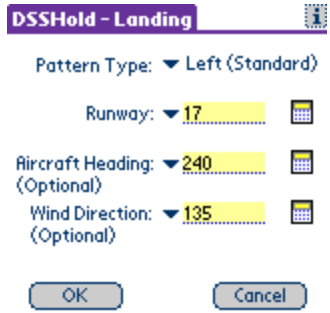 DSSHold - Landing i
Pattern Type: Left (Standard)
Runway: 17
Aircraft Heading: 240
(Optional)
Wind Direction: 135
(Optional)
OK Cancel